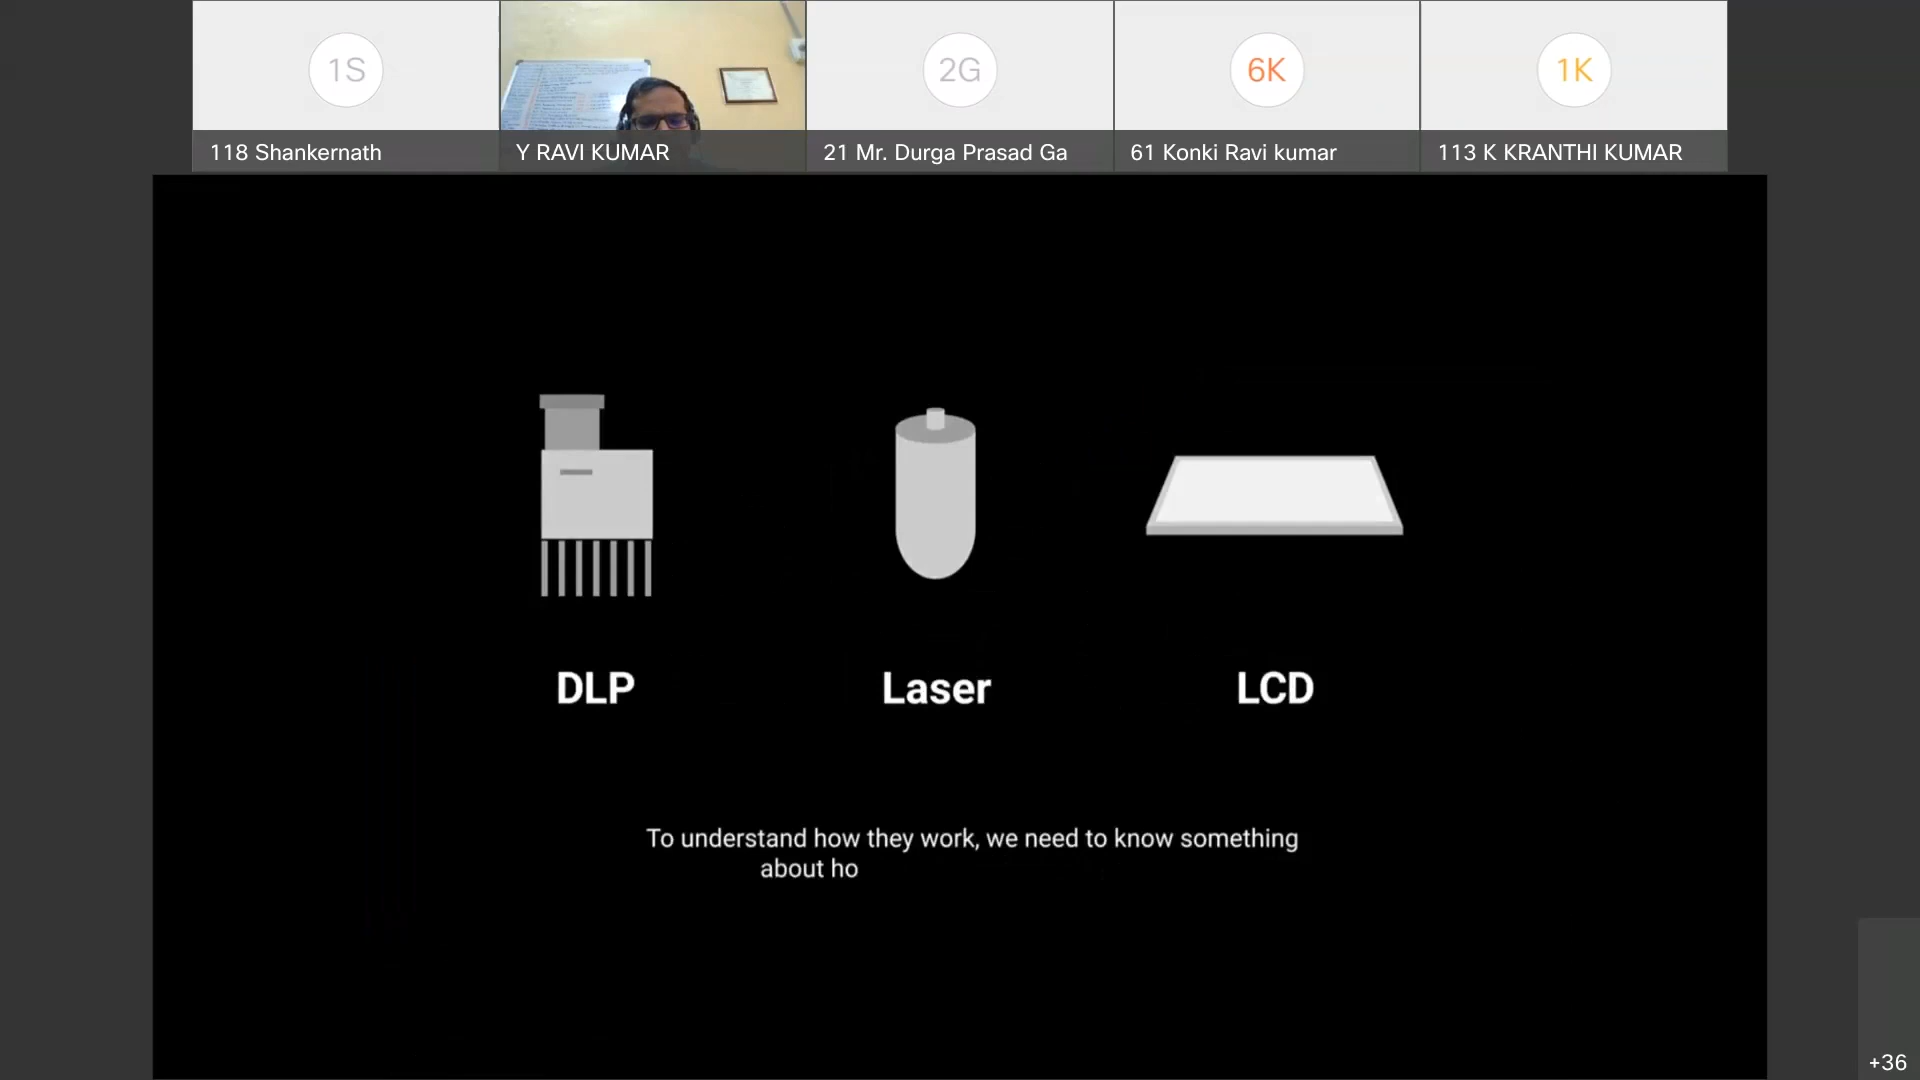 1S
2G
6K
1K
118 Shankernath
Y RAVI KUMAR
21 Mr. Durga Prasad Ga
61 Konki Ravi kumar
113 K KRANTHI KUMAR
DLP
Laser
LCD
To understand how they work, we need to know something
about ho
+36